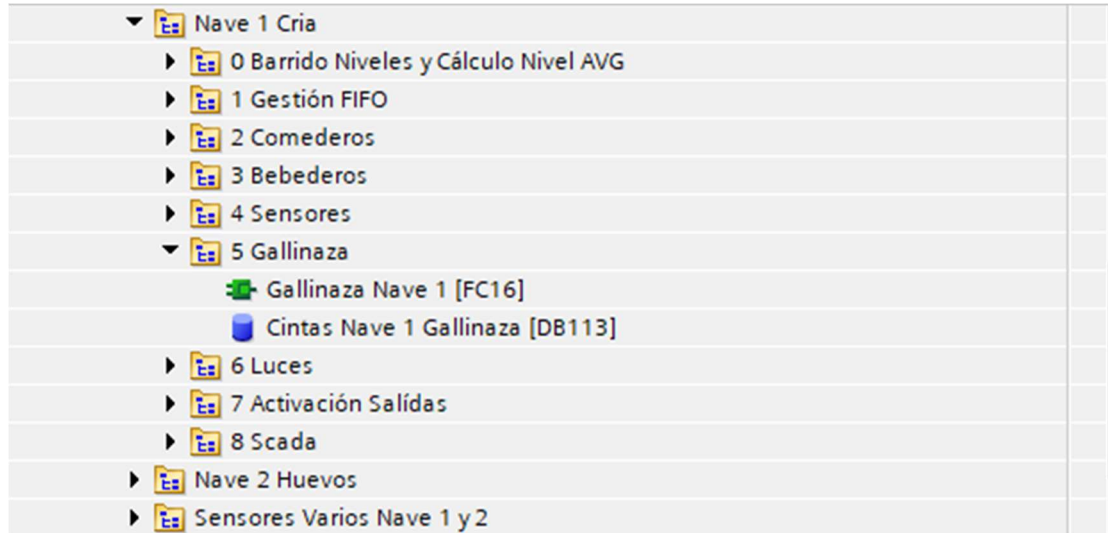 Nave 1 Cria
0 Barrido Niveles y Cálculo Nivel AVG
1 Gestión FIFO
2 Comederos
3 Bebederos
4 Sensores
5 Gallinaza
Gallinaza Nave 1 [FC16]
Cintas Nave 1 Gallinaza [DB113]
6 Luces
7 Activación Salídas
8 Scada
Nave 2 Huevos
Sensores Varios Nave 1 y 2